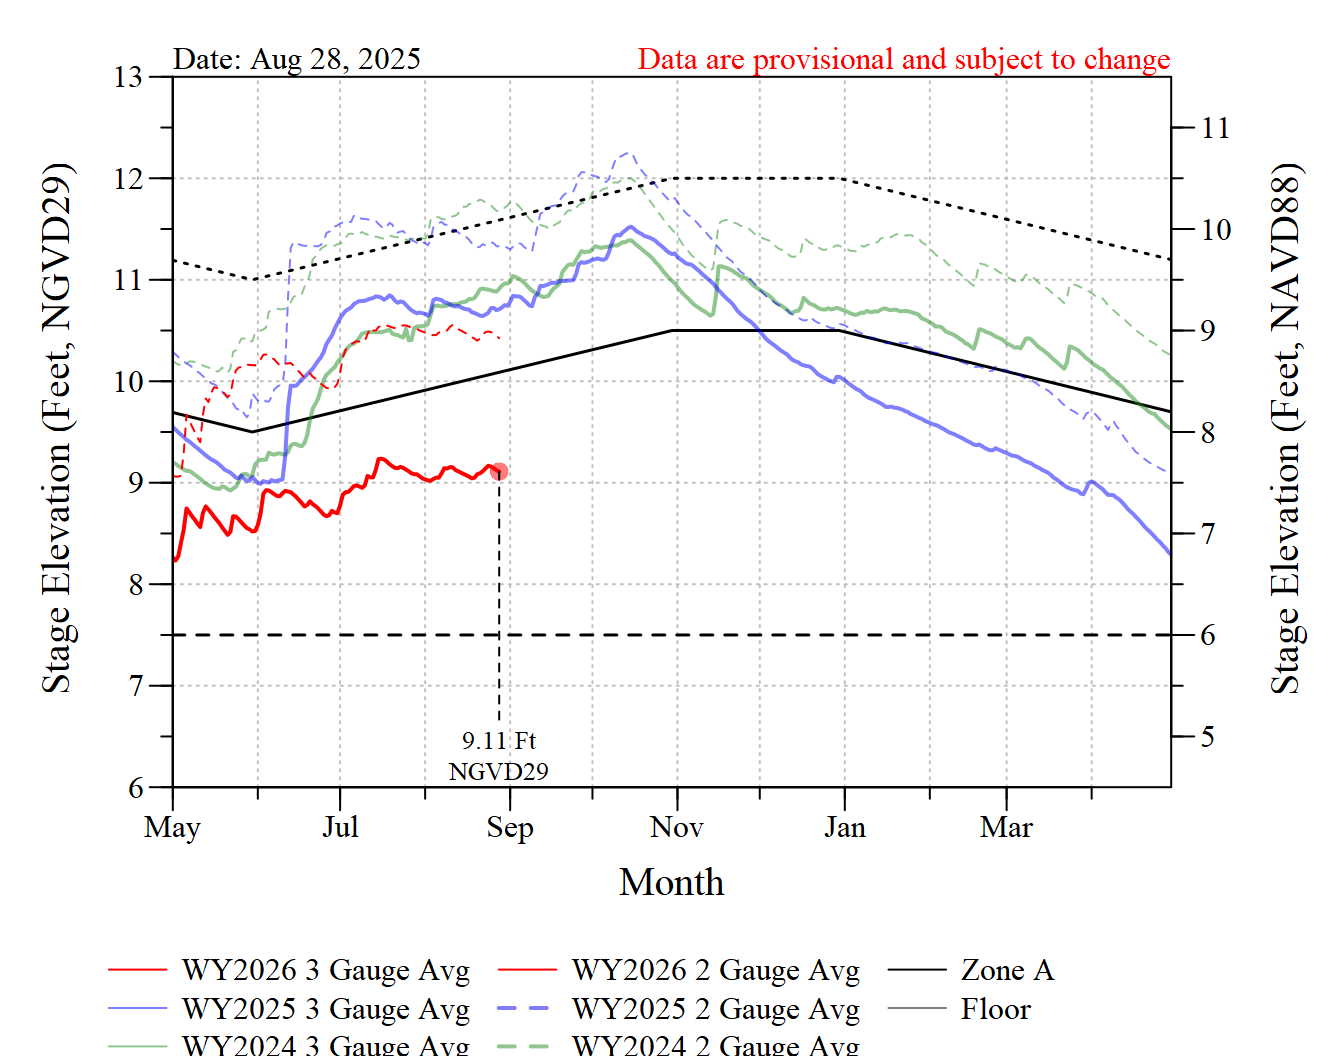 Date: Aug 28, 2025
Data are provisional and subject to change
Stage Elevation (Feet, NGVD29)
13
12
11
10
9
8
7
6
11
10
9
8
7
6
5
Stage Elevation (Feet, NAVD88)
9.11 Ft
NGVD29
May Jul Sep Nov Jan Mar
Month
WY2026 3 Gauge Avg WY2026 2 Gauge Avg Zone A
WY2025 3 Gauge Avg WY2025 2 Gauge Avg Floor
WY2024 3 Gauge Avg WY2024 2 Gauge Avg